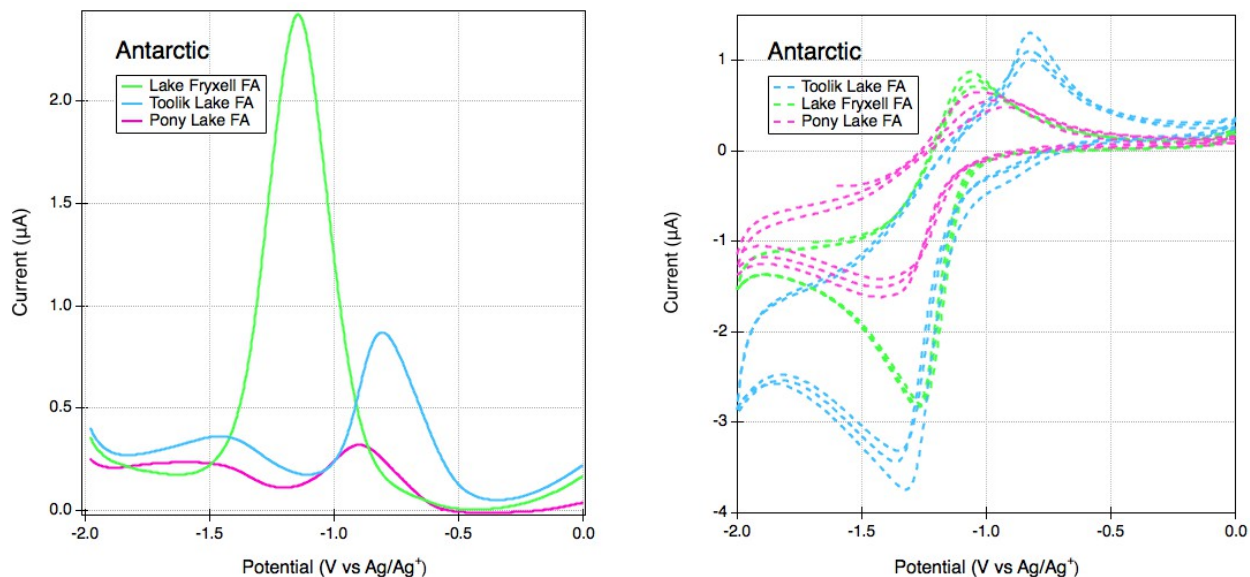 Antarctic
Lake Fryxell FA
Toolik Lake FA
Pony Lake FA
2.0
1.5
1.0
0.5
0.0
Current (µA)
-2.0 -1.5 -1.0 -0.5 0.0
Potential (V vs Ag/Ag⁺)
Antarctic
Toolik Lake FA
Lake Fryxell FA
Pony Lake FA
1
0
-1
-2
-3
-4
Current (µA)
-2.0 -1.5 -1.0 -0.5 0.0
Potential (V vs Ag/Ag⁺)